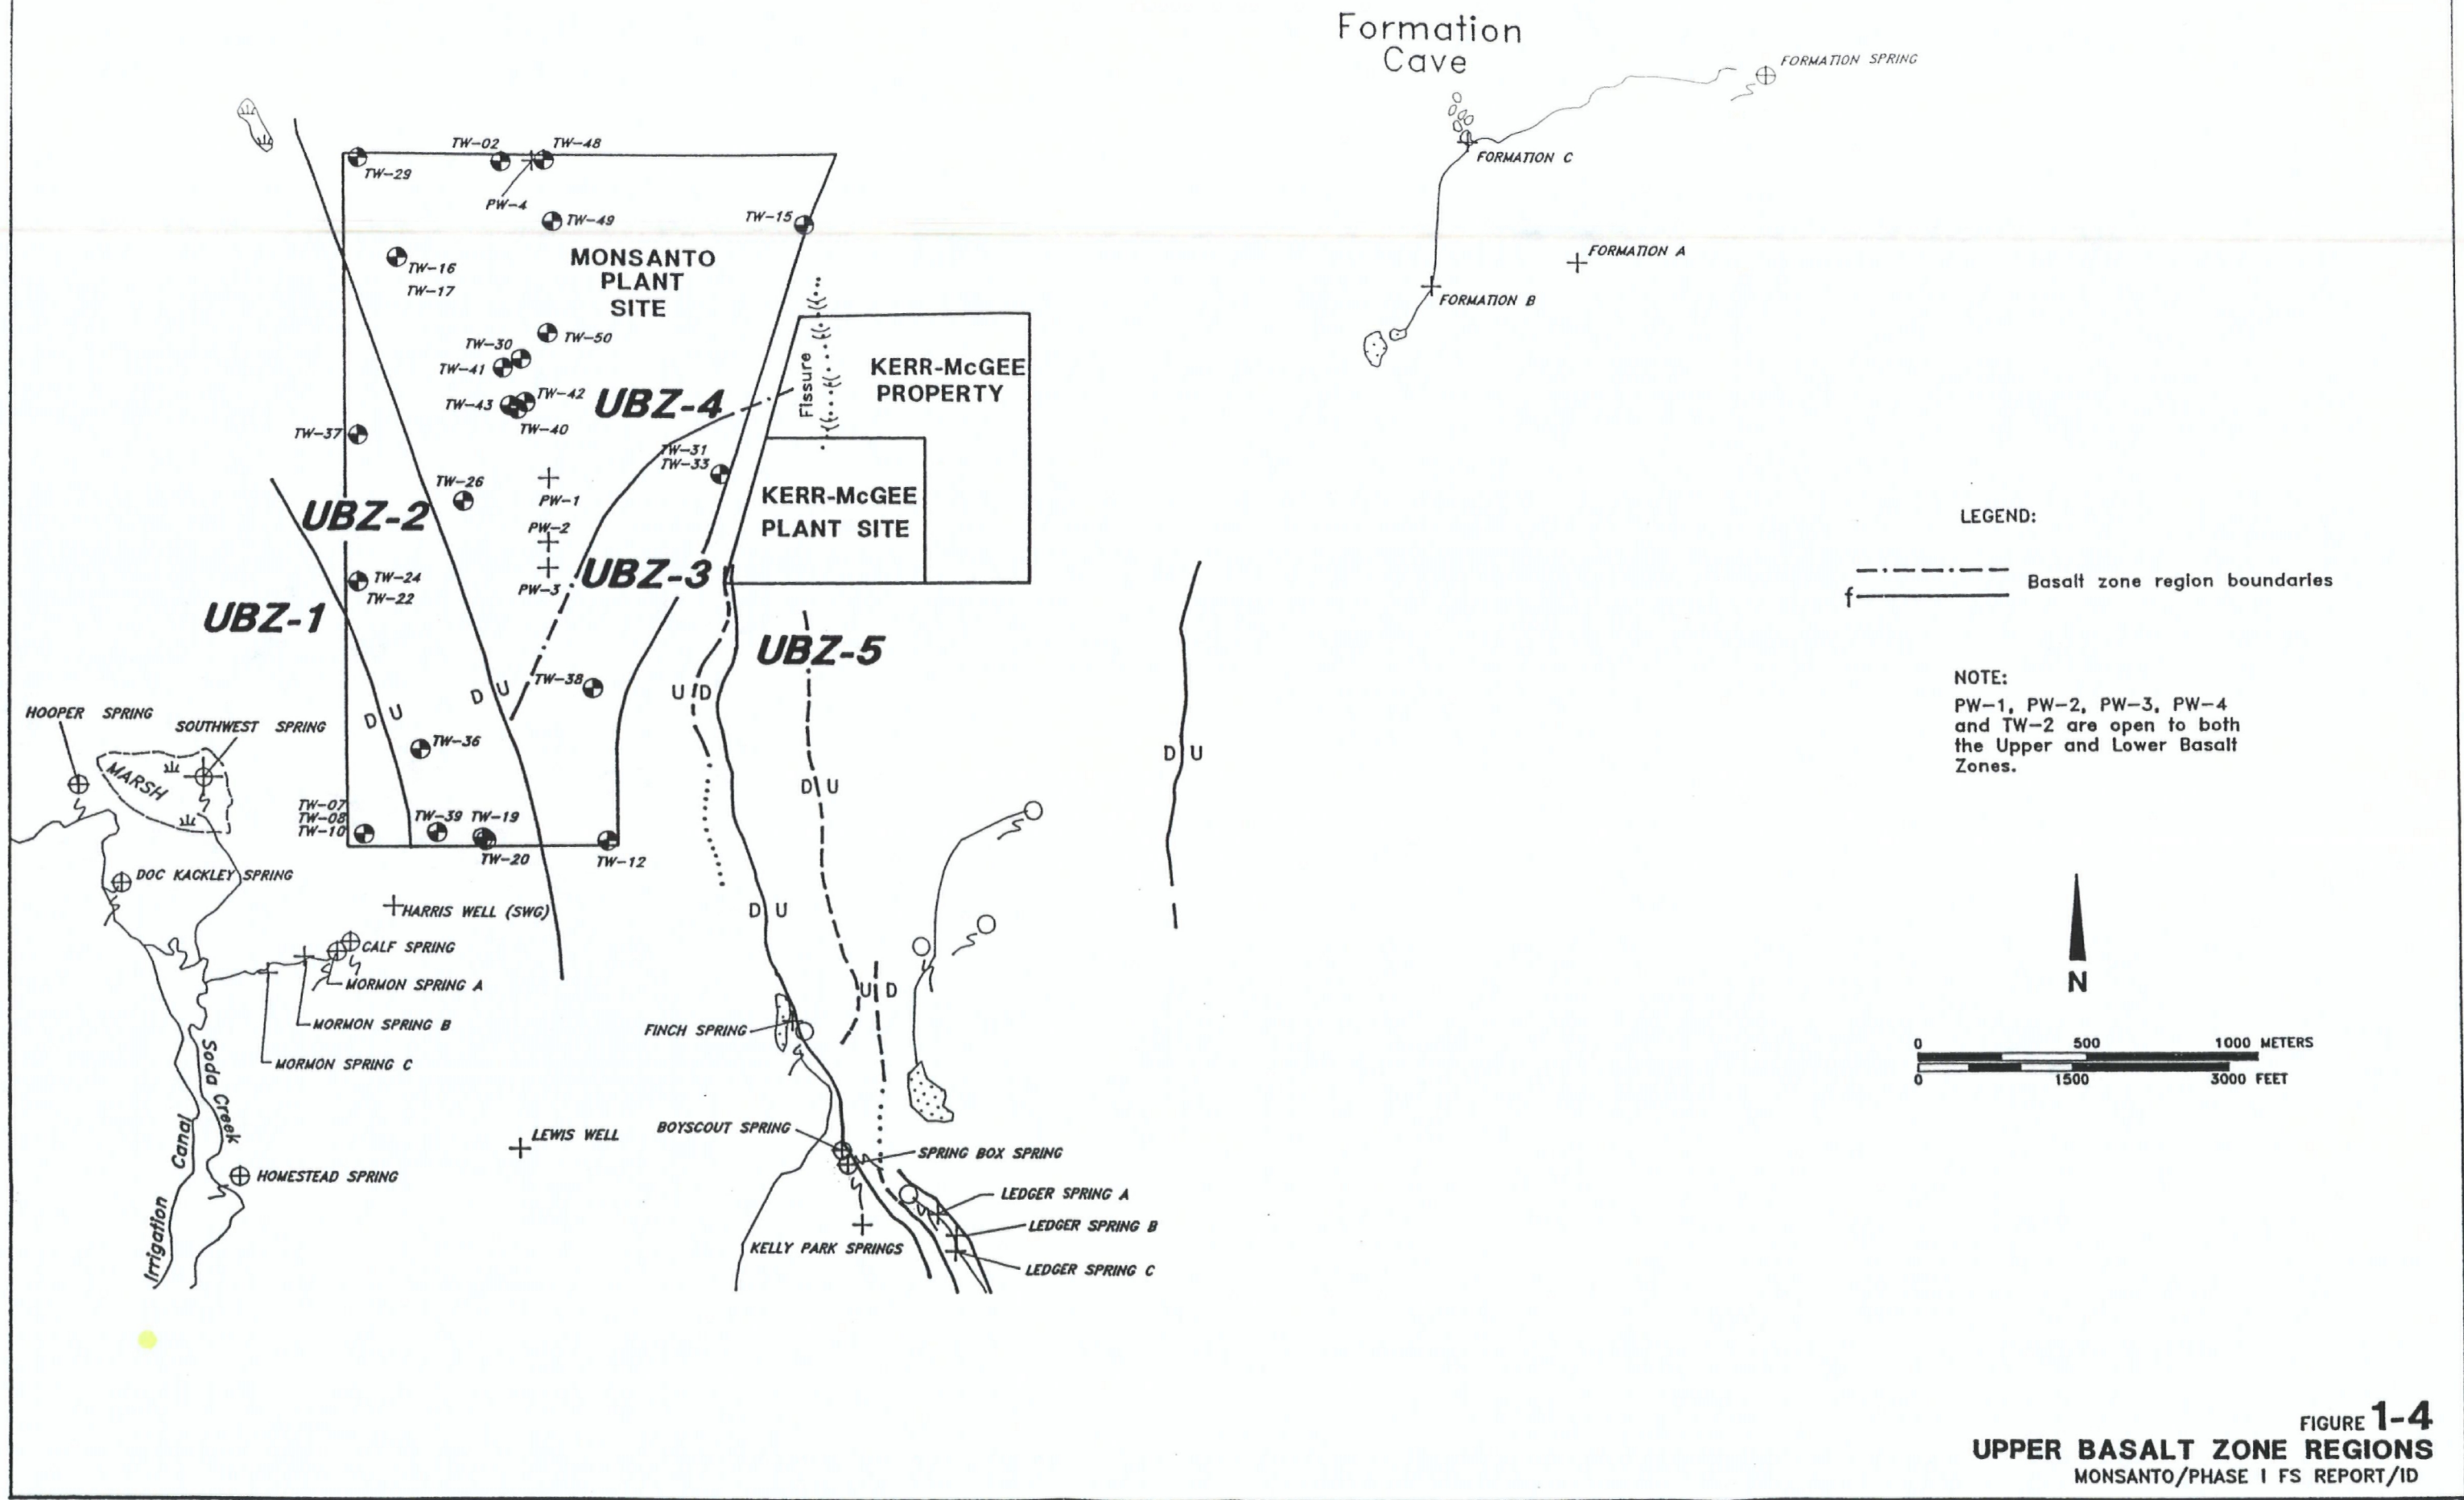 Formation
Cave
FORMATION SPRING
FORMATION C
FORMATION A
FORMATION B
TW-29
TW-02
TW-48
PW-4
TW-49
TW-15
TW-16
TW-17
MONSANTO
PLANT
SITE
TW-50
TW-30
TW-41
TW-42
TW-43
TW-40
UBZ-4
Fissure
KERR-McGEE
PROPERTY
TW-37
TW-31
TW-33
TW-26
PW-1
PW-2
PW-3
UBZ-2
KERR-McGEE
PLANT SITE
TW-24
TW-22
UBZ-3
UBZ-1
UBZ-5
TW-38
D U
D U
U D
D U
D U
D U
U D
TW-36
HOOPER SPRING
SOUTHWEST SPRING
MARSH
TW-07
TW-08
TW-10
TW-39
TW-19
TW-20
TW-12
DOC KACKLEY SPRING
HARRIS WELL (SWG)
CALF SPRING
MORMON SPRING A
MORMON SPRING B
MORMON SPRING C
Soda Creek
Irrigation Canal
HOMESTEAD SPRING
LEWIS WELL
FINCH SPRING
BOYSCOUT SPRING
SPRING BOX SPRING
LEDGER SPRING A
LEDGER SPRING B
LEDGER SPRING C
KELLY PARK SPRINGS
LEGEND:
f
Basalt zone region boundaries
NOTE:
PW-1, PW-2, PW-3, PW-4
and TW-2 are open to both
the Upper and Lower Basalt
Zones.
N
0 500 1000 METERS
0 1500 3000 FEET
FIGURE 1-4
UPPER BASALT ZONE REGIONS
MONSANTO/PHASE I FS REPORT/ID